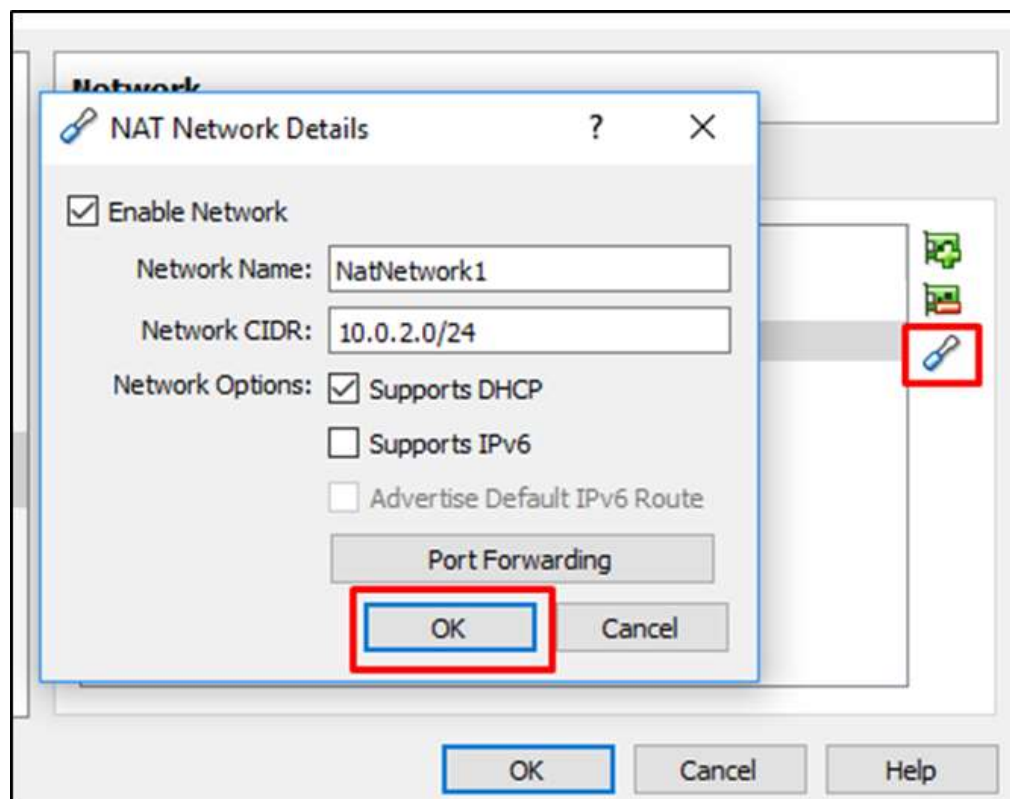 Network
NAT Network Details ? X
Enable Network
Network Name: NatNetwork1
Network CIDR: 10.0.2.0/24
Network Options: Supports DHCP
Supports IPv6
Advertise Default IPv6 Route
Port Forwarding
OK Cancel
OK Cancel Help